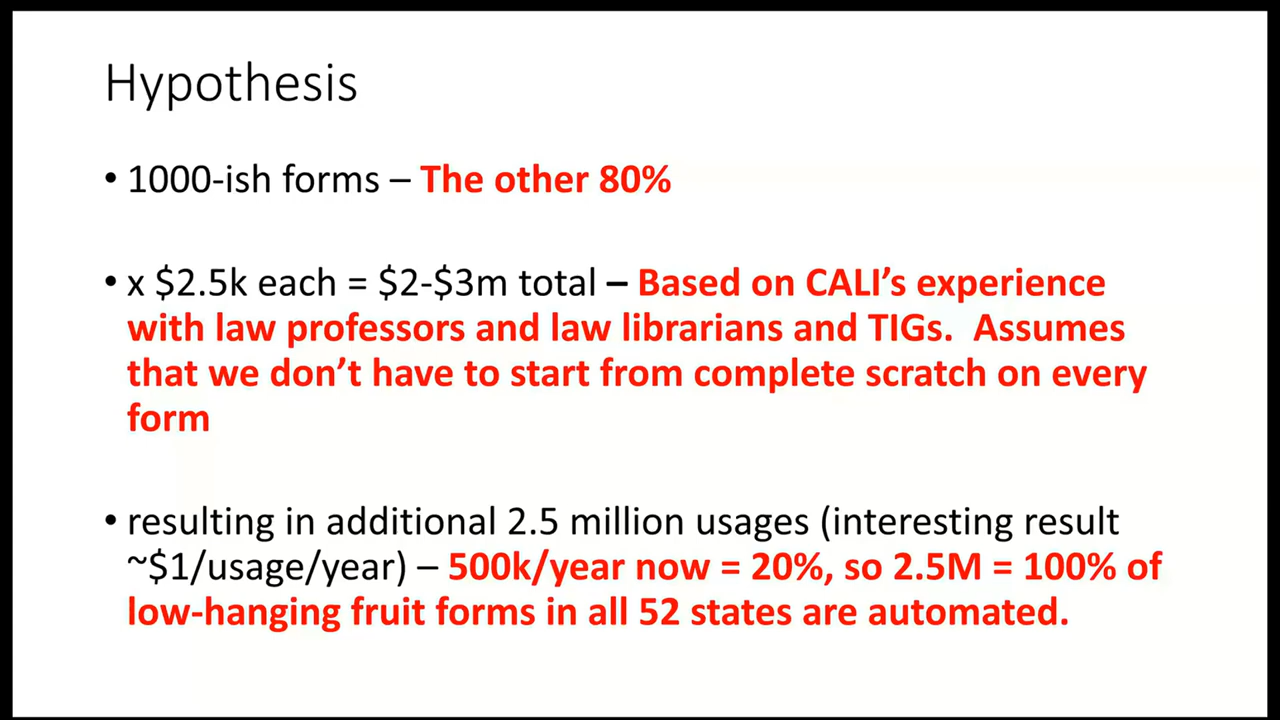 Hypothesis
• 1000-ish forms – The other 80%
• x $2.5k each = $2-$3m total – Based on CALI’s experience
with law professors and law librarians and TIGs.  Assumes
that we don’t have to start from complete scratch on every
form
• resulting in additional 2.5 million usages (interesting result
~$1/usage/year) – 500k/year now = 20%, so 2.5M = 100% of
low-hanging fruit forms in all 52 states are automated.